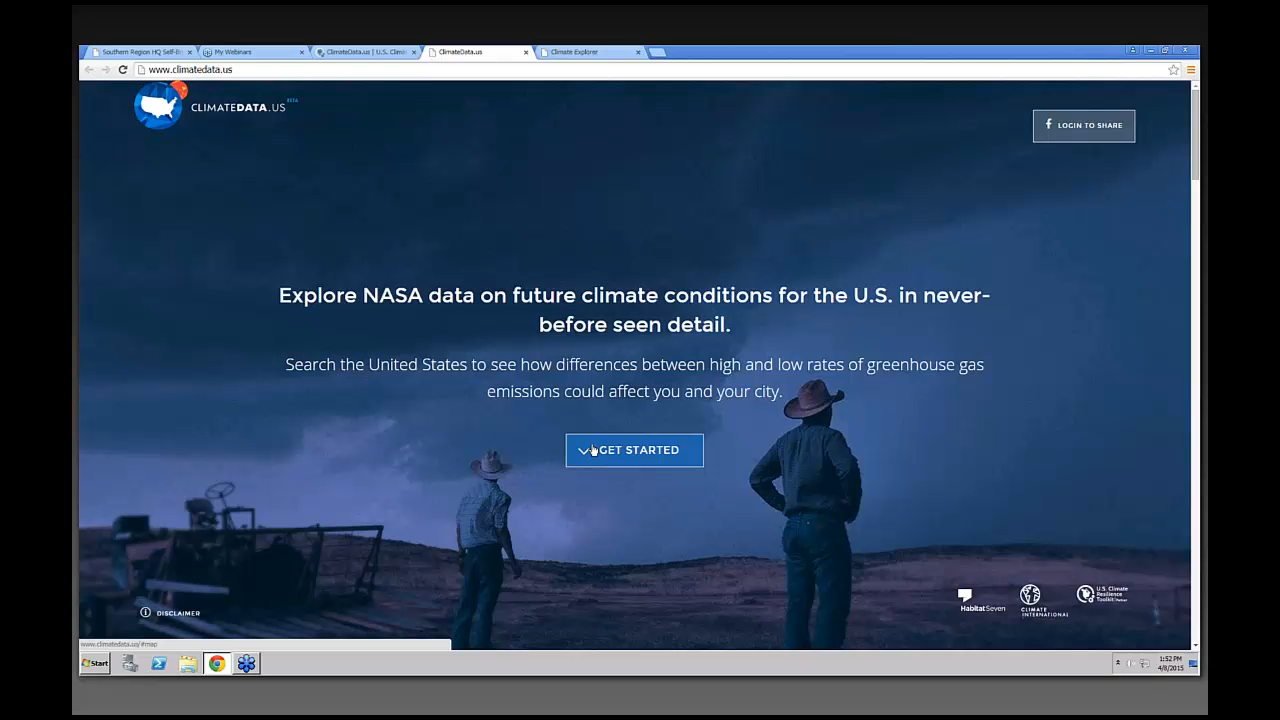 Southern Region HQ Self-Br
My Webinars
ClimateData.us | U.S. Clima
ClimateData.us
Climate Explorer
www.climatedata.us
CLIMATEDATA.US BETA
f LOGIN TO SHARE
Explore NASA data on future climate conditions for the U.S. in never-
before seen detail.
Search the United States to see how differences between high and low rates of greenhouse gas
emissions could affect you and your city.
GET STARTED
HabitatSeven
CLIMATE
INTERNATIONAL
U.S. Climate
Resilience
Toolkit Partner
DISCLAIMER
www.climatedata.us/#map
Start
1:52 PM
4/8/2015